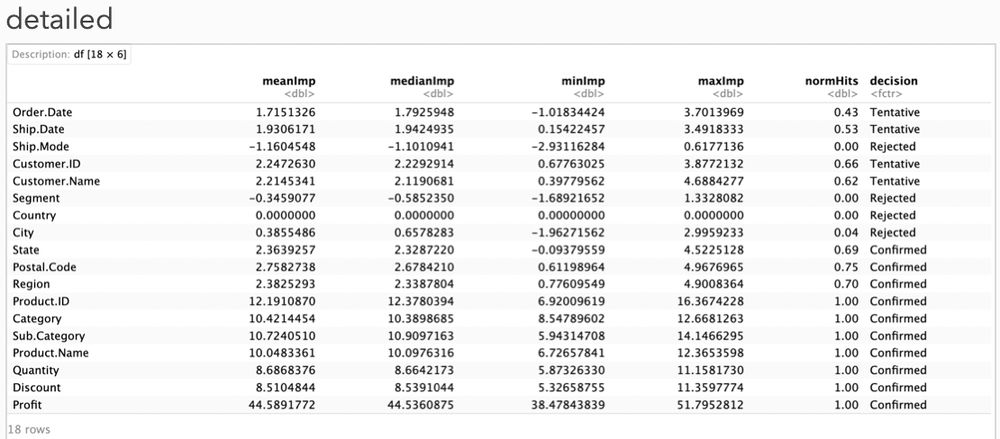 detailed
Description: df [18 × 6]
meanImp medianImp minImp maxImp normHits decision
<dbl> <dbl> <dbl> <dbl> <dbl> <fctr>
Order.Date 1.7151326 1.7925948 −1.01834424 3.7013969 0.43 Tentative
Ship.Date 1.9306171 1.9424935 0.15422457 3.4918333 0.53 Tentative
Ship.Mode −1.1604548 −1.1010941 −2.93116284 0.6177136 0.00 Rejected
Customer.ID 2.2472630 2.2292914 0.67763025 3.8772132 0.66 Tentative
Customer.Name 2.2145341 2.1190681 0.39779562 4.6884277 0.62 Tentative
Segment −0.3459077 −0.5852350 −1.68921652 1.3328082 0.00 Rejected
Country 0.0000000 0.0000000 0.00000000 0.0000000 0.00 Rejected
City 0.3855486 0.6578283 −1.96271562 2.9959233 0.04 Rejected
State 2.3639257 2.3287220 −0.09379559 4.5225128 0.69 Confirmed
Postal.Code 2.7582738 2.6784210 0.61198964 4.9676965 0.75 Confirmed
Region 2.3825293 2.3387804 0.77609549 4.9008364 0.70 Confirmed
Product.ID 12.1910870 12.3780394 6.92009619 16.3674228 1.00 Confirmed
Category 10.4214454 10.3898685 8.54789602 12.6681263 1.00 Confirmed
Sub.Category 10.7240510 10.9097163 5.94314708 14.1466295 1.00 Confirmed
Product.Name 10.0483361 10.0976316 6.72657841 12.3653598 1.00 Confirmed
Quantity 8.6868376 8.6642173 5.87326330 11.1581730 1.00 Confirmed
Discount 8.5104844 8.5391044 5.32658755 11.3597774 1.00 Confirmed
Profit 44.5891772 44.5360875 38.47843839 51.7952812 1.00 Confirmed
18 rows